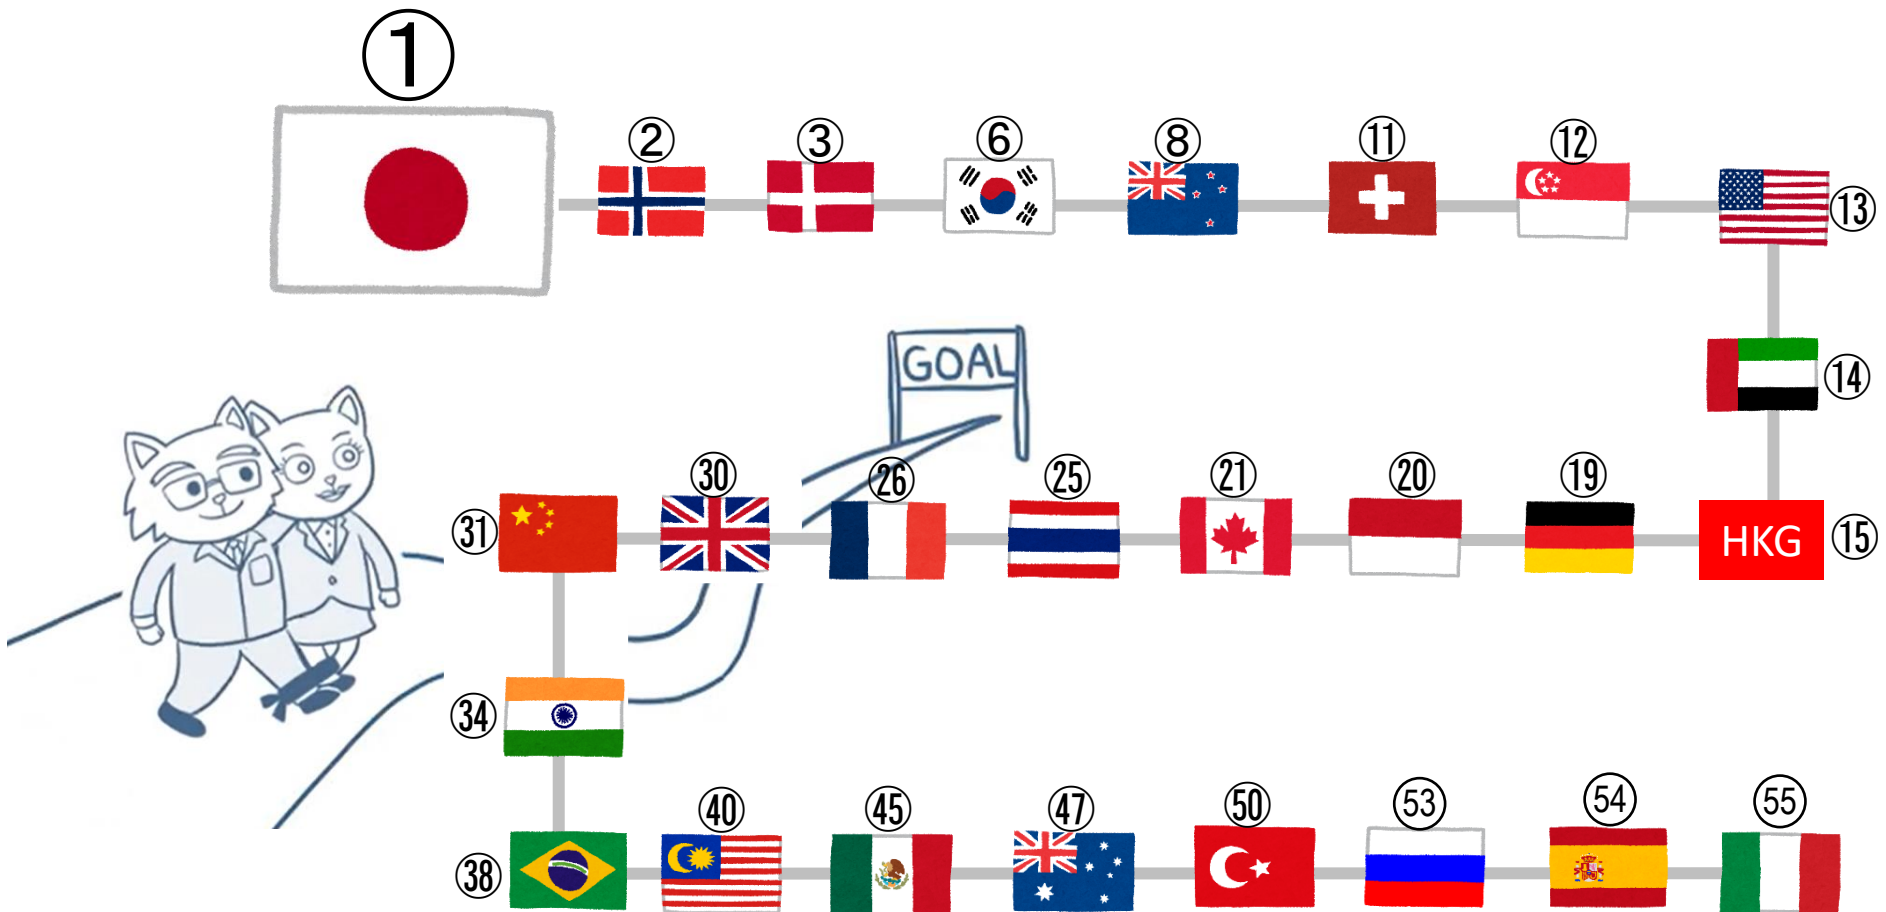 ①
② ③ ⑥ ⑧ ⑪ ⑫
⑬
GOAL
⑭
㉚ ㉖ ㉕ ㉑ ⑳ ⑲
㉛
HKG ⑮
㉞
㊵ ㊺ ㊼ ㊿ 53 54 55
㊳